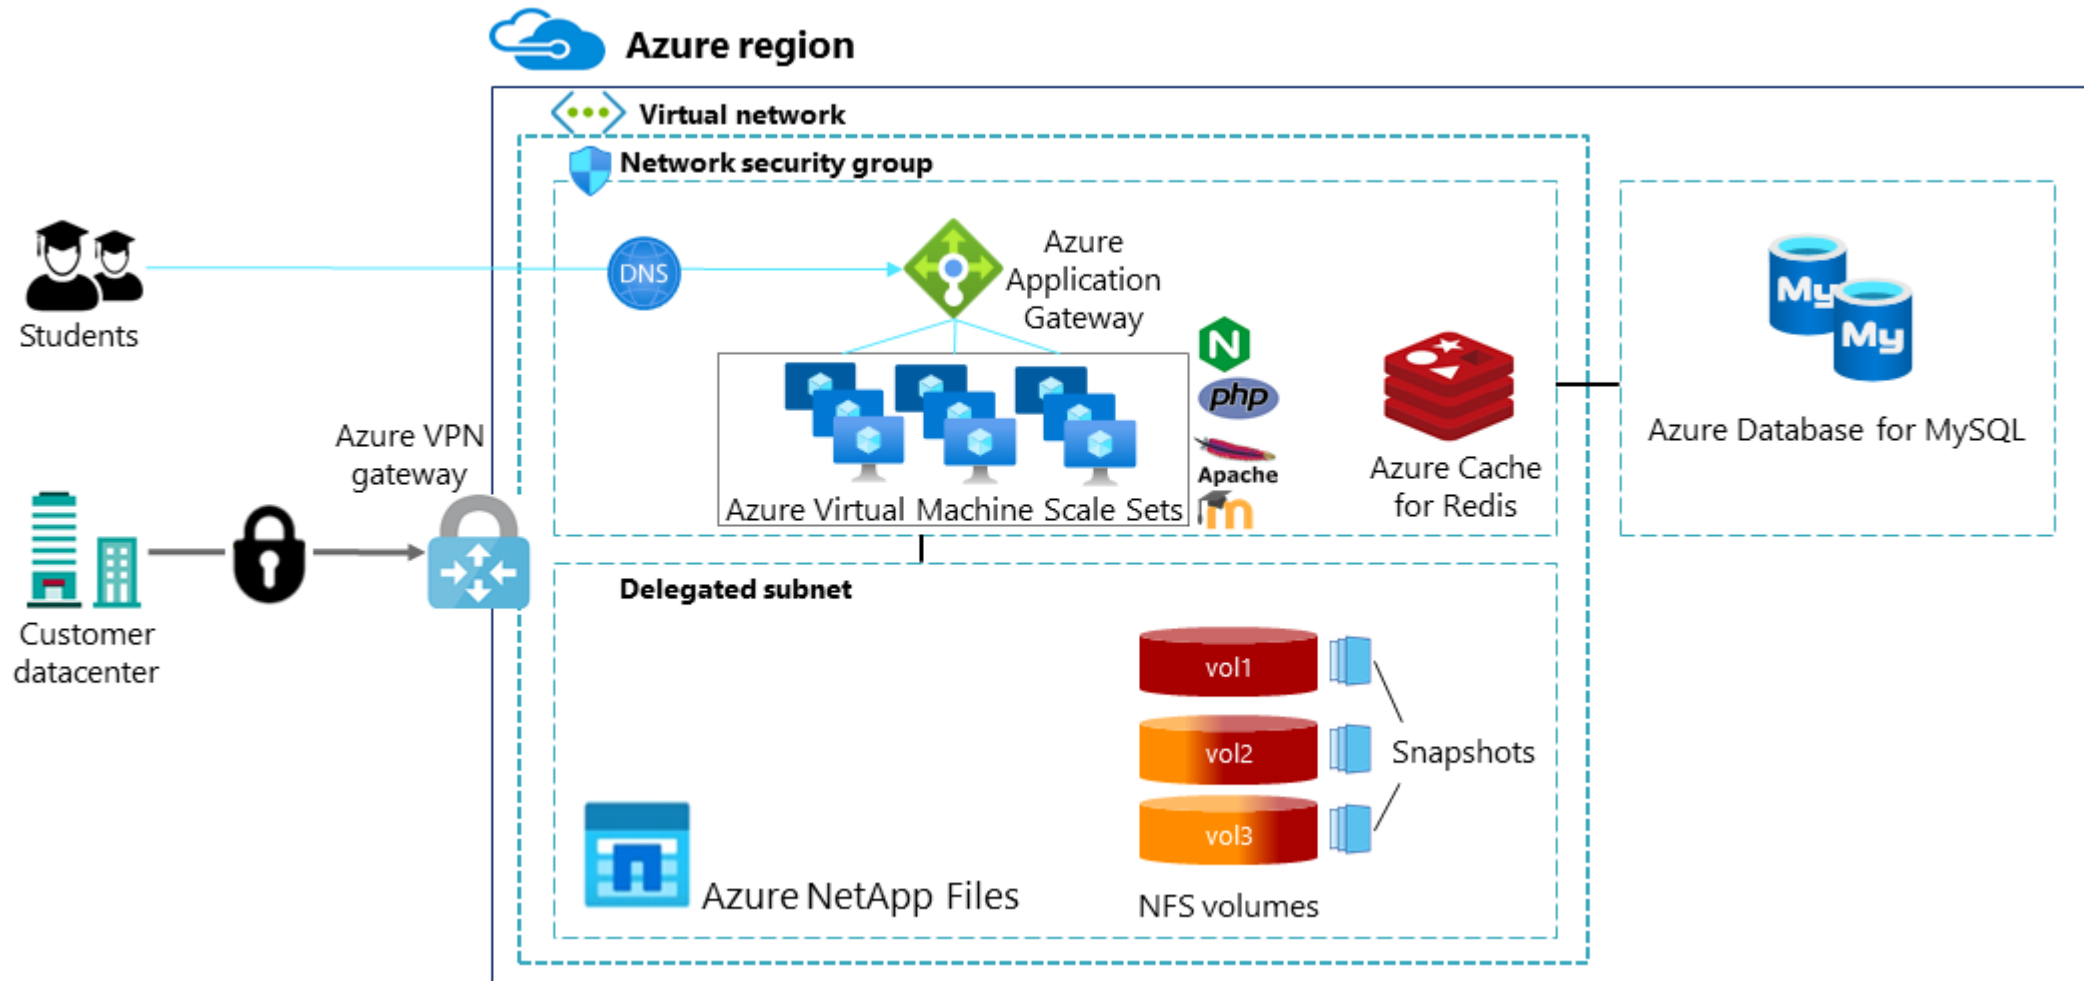 Azure region
Virtual network
Network security group
DNS
Azure
Application
Gateway
Students
N
php
Apache
m
My
My
Azure VPN
gateway
Azure Virtual Machine Scale Sets
Azure Cache
for Redis
Azure Database for MySQL
Customer
datacenter
Delegated subnet
vol1
vol2
vol3
Snapshots
Azure NetApp Files
NFS volumes